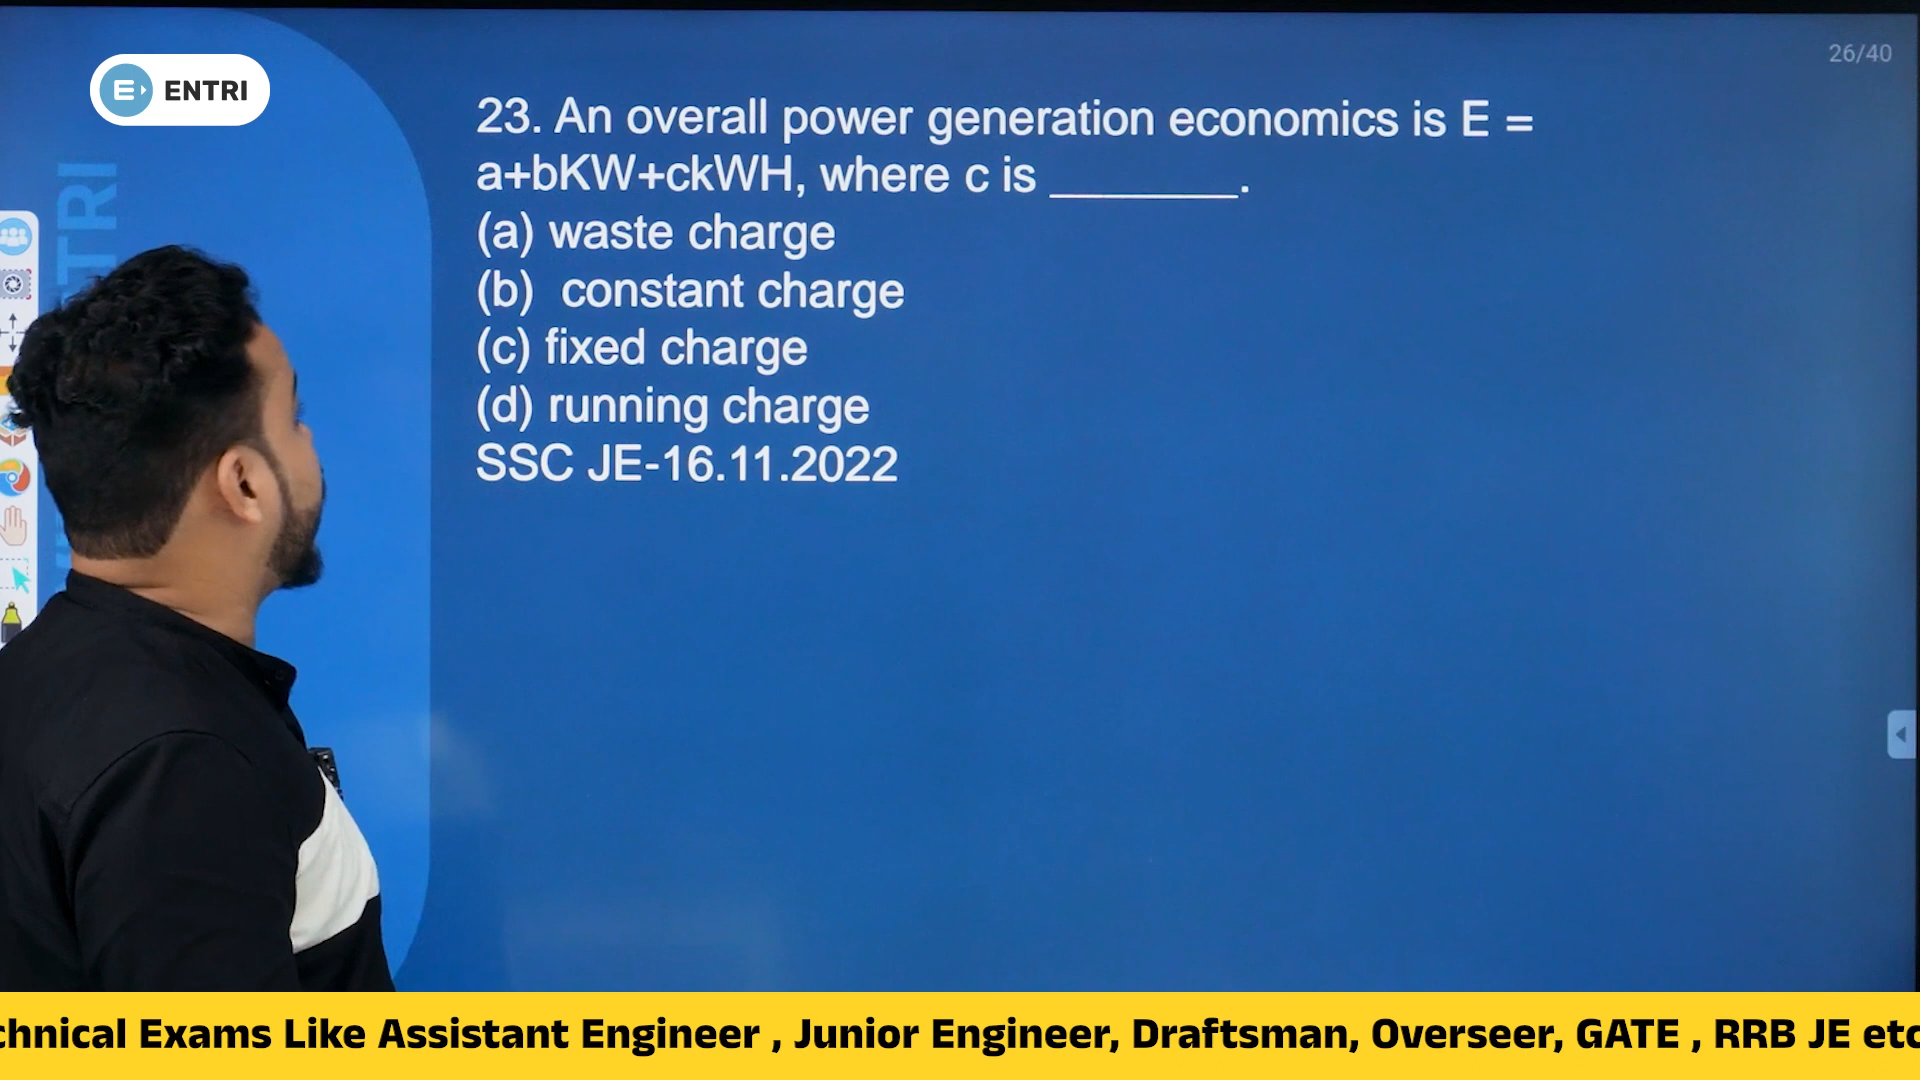 ENTRI
26/40
23. An overall power generation economics is E =
a+bKW+ckWH, where c is ________.
(a) waste charge
(b) constant charge
(c) fixed charge
(d) running charge
SSC JE-16.11.2022
TRI
chnical Exams Like Assistant Engineer , Junior Engineer, Draftsman, Overseer, GATE , RRB JE etc